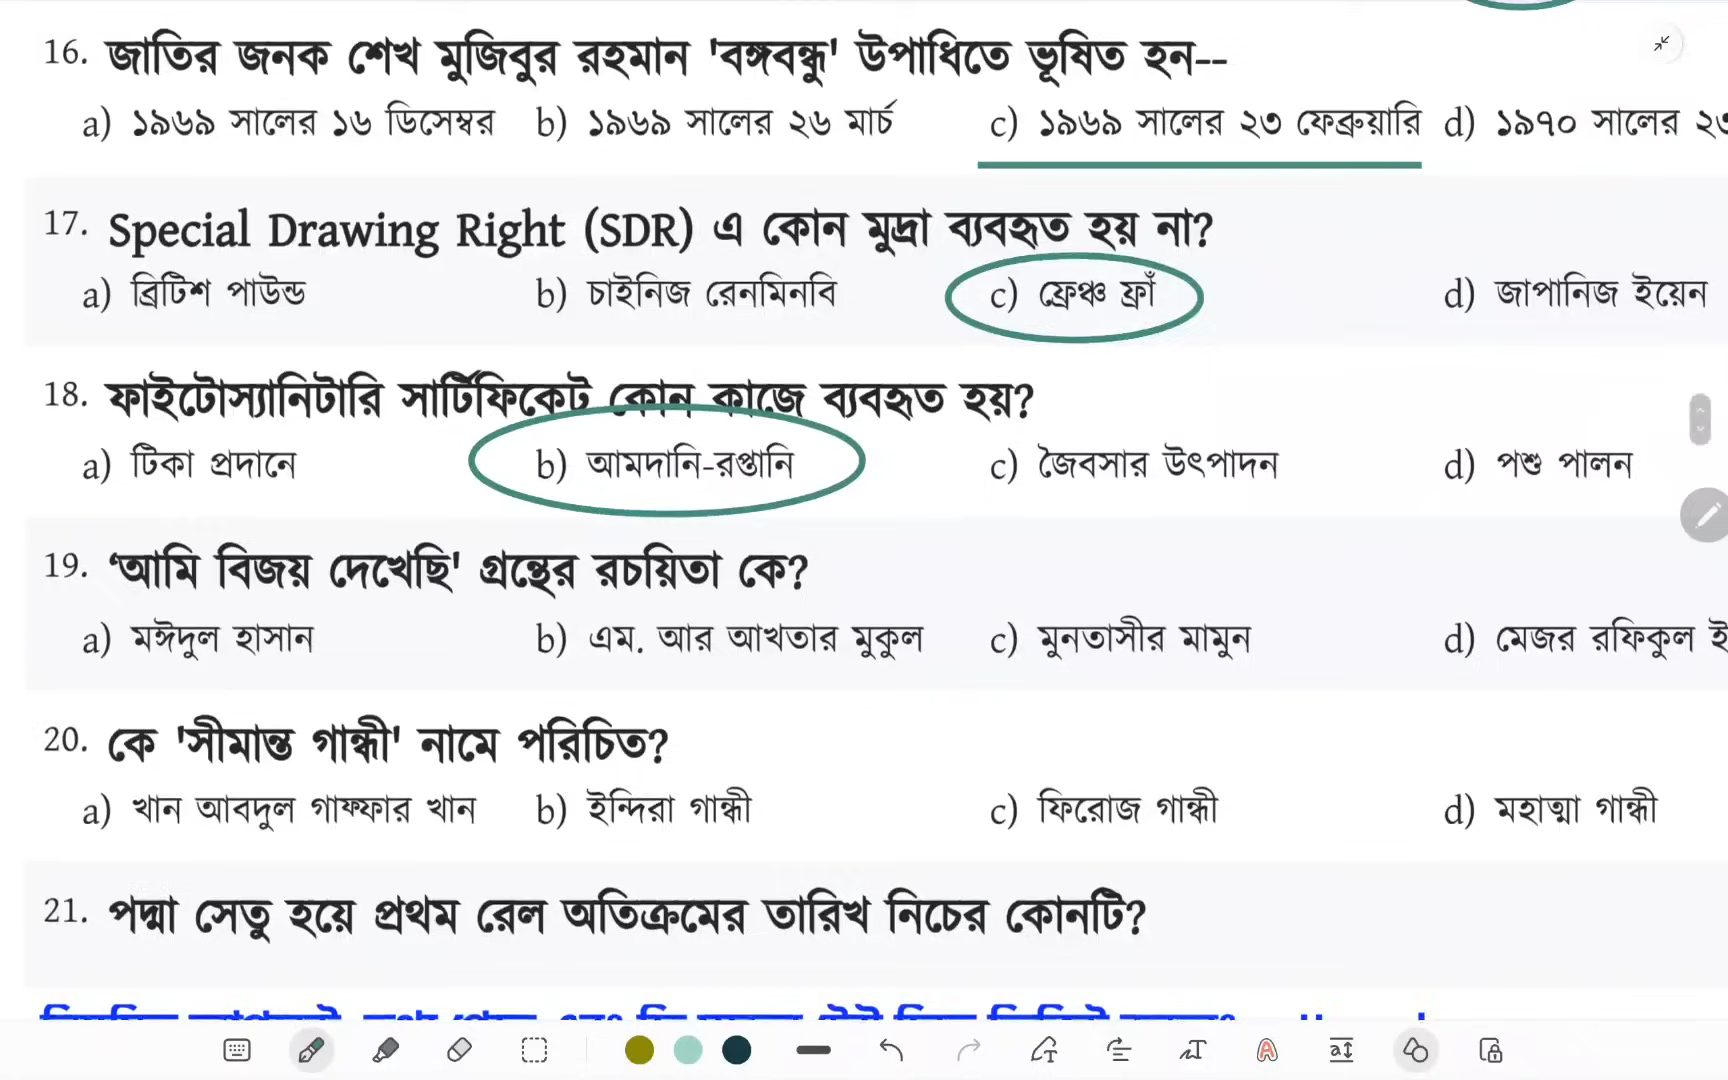 16. জাতির জনক শেখ মুজিবুর রহমান 'বঙ্গবন্ধু' উপাধিতে ভূষিত হন--
a) ১৯৬৯ সালের ১৬ ডিসেম্বর b) ১৯৬৯ সালের ২৬ মার্চ c) ১৯৬৯ সালের ২৩ ফেব্রুয়ারি d) ১৯৭০ সালের
17. Special Drawing Right (SDR) এ কোন মুদ্রা ব্যবহৃত হয় না?
a) ব্রিটিশ পাউন্ড b) চাইনিজ রেনমিনবি c) ফ্রেঞ্চ ফ্রাঁ d) জাপানিজ ইয়েন
18. ফাইটোস্যানিটারি সার্টিফিকেট কোন কাজে ব্যবহৃত হয়?
a) টিকা প্রদানে b) আমদানি-রপ্তানি c) জৈবসার উৎপাদন d) পশু পালন
19. ‘আমি বিজয় দেখেছি' গ্রন্থের রচয়িতা কে?
a) মঈদুল হাসান b) এম. আর আখতার মুকুল c) মুনতাসীর মামুন d) মেজর রফিকুল
20. কে 'সীমান্ত গান্ধী' নামে পরিচিত?
a) খান আবদুল গাফ্ফার খান b) ইন্দিরা গান্ধী c) ফিরোজ গান্ধী d) মহাত্মা গান্ধী
21. পদ্মা সেতু হয়ে প্রথম রেল অতিক্রমের তারিখ নিচের কোনটি?